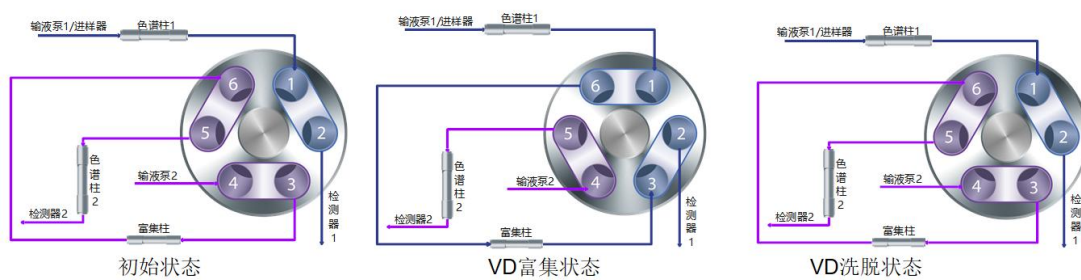 输液泵1/进样器
色谱柱1
6
1
5
2
4
3
色谱柱2
输液泵2
检测器2
检测器1
富集柱
初始状态
输液泵1/进样器
色谱柱1
6
1
5
2
4
3
色谱柱2
输液泵2
检测器2
检测器1
富集柱
VD富集状态
输液泵1/进样器
色谱柱1
6
1
5
2
4
3
色谱柱2
输液泵2
检测器2
检测器1
富集柱
VD洗脱状态